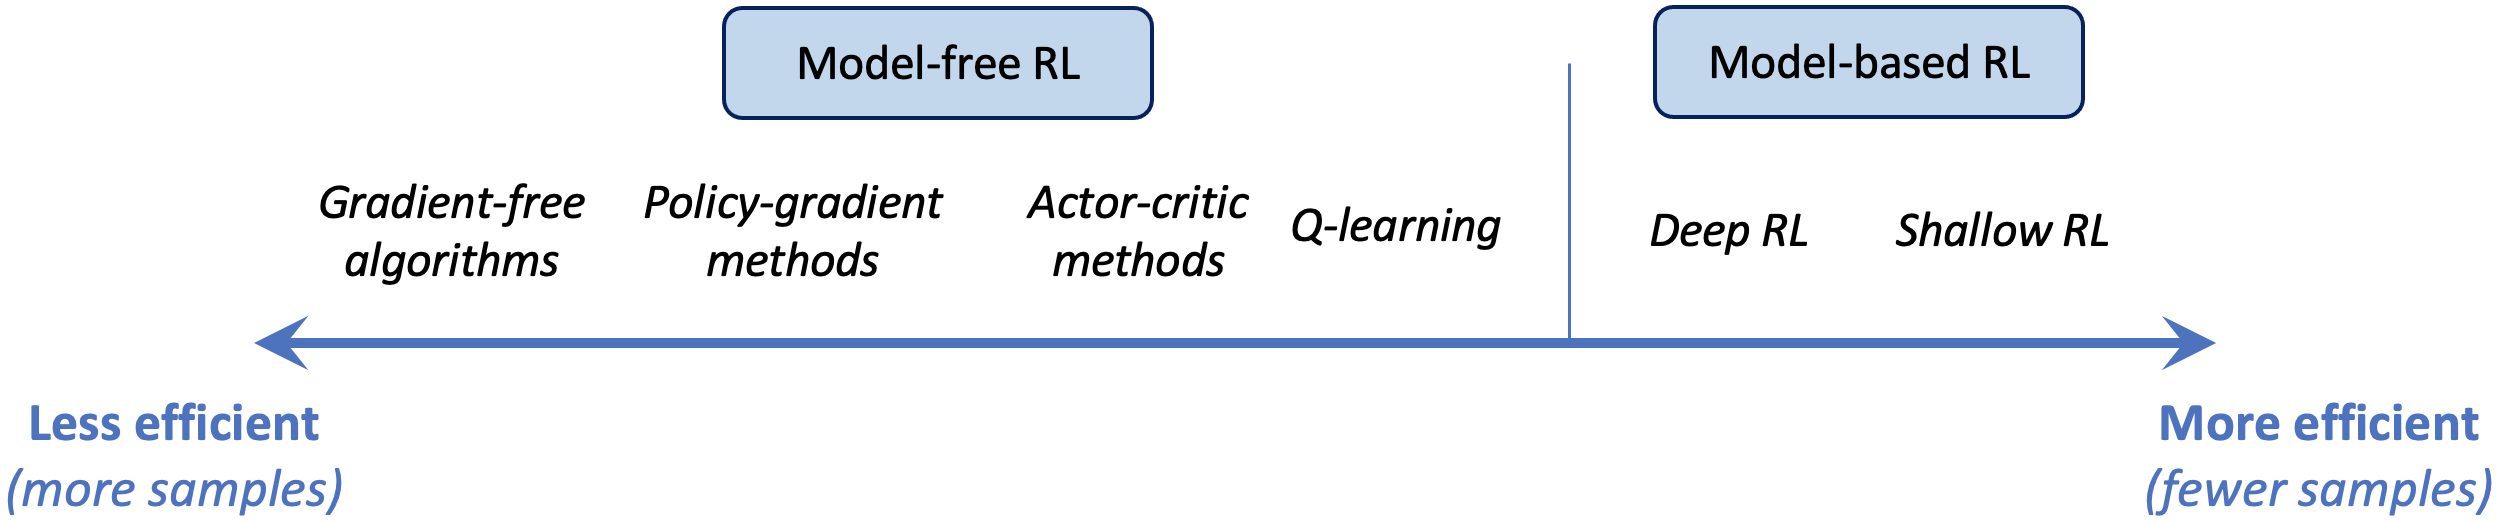 Model-free RL
Model-based RL
Gradient-free
algorithms
Policy-gradient
methods
Actor-critic
methods
Q-learning
Deep RL
Shallow RL
Less efficient
(more samples)
More efficient
(fewer samples)